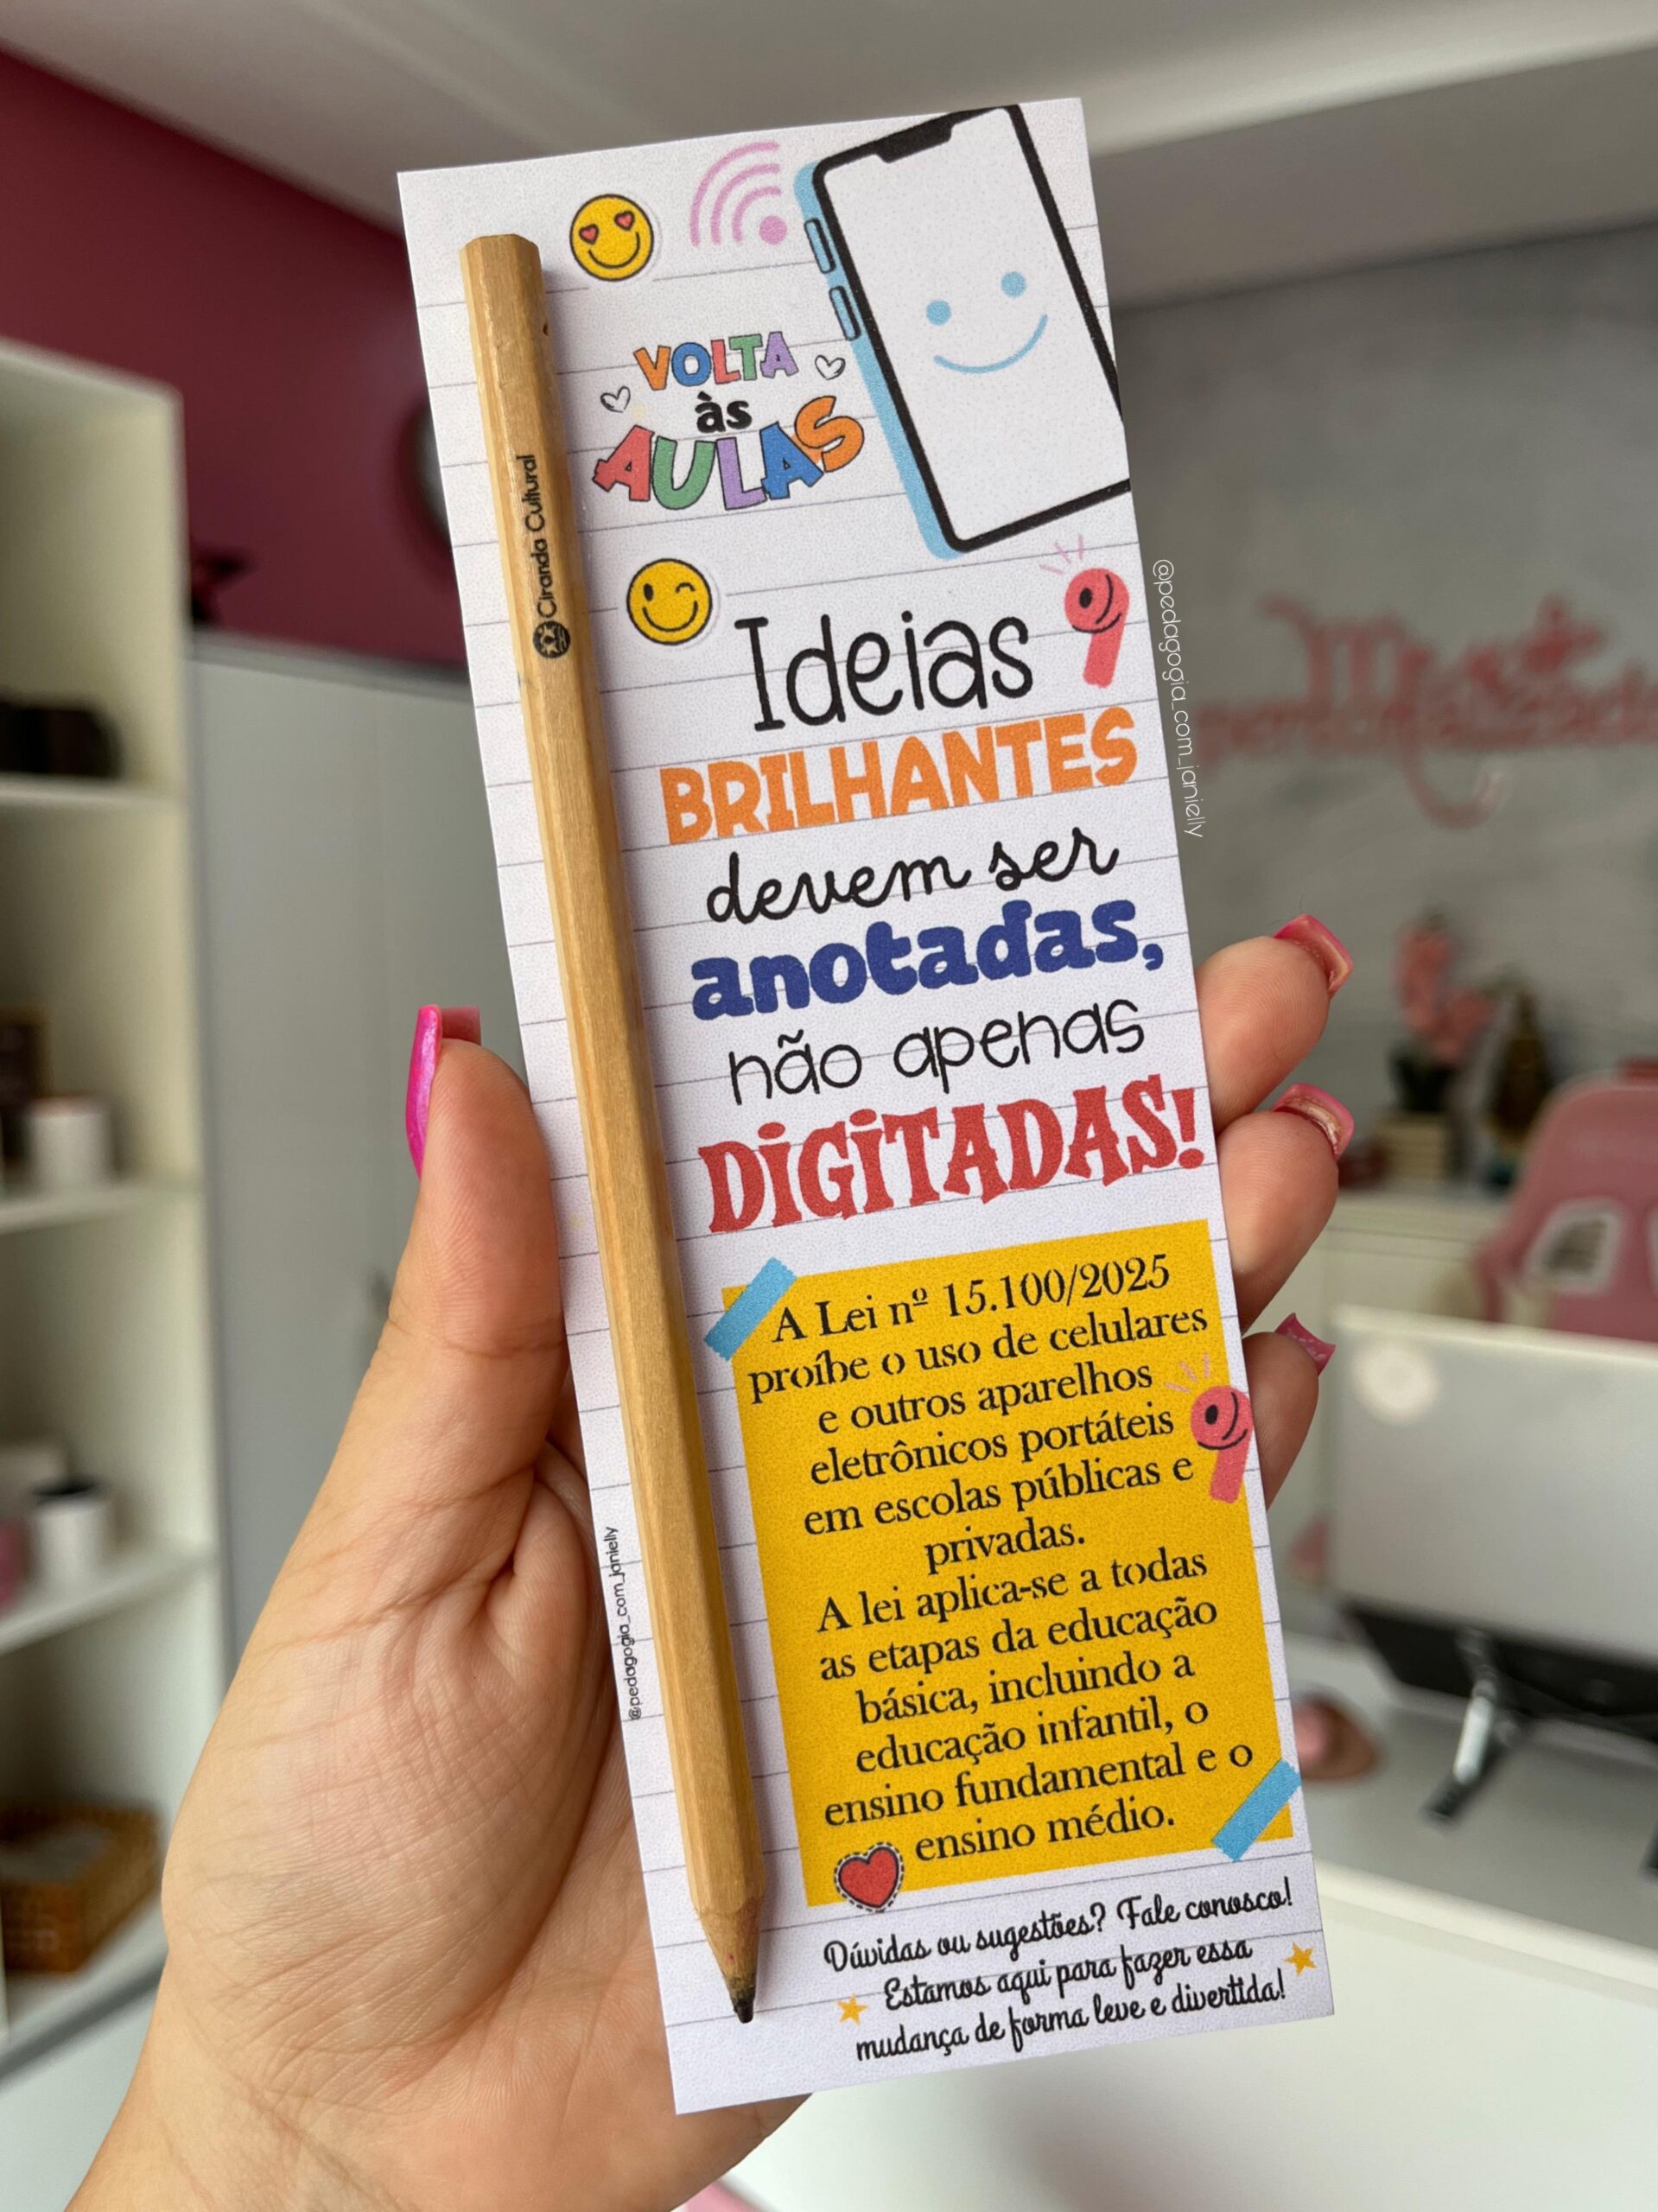 VOLTA
às
AULAS
Ciranda Cultural
Ideias
BRILHANTES
devem ser
anotadas,
não apenas
DIGITADAS!
@pedagogia_com_janielly
A Lei nº 15.100/2025
proíbe o uso de celulares
e outros aparelhos
eletrônicos portáteis
em escolas públicas e
privadas.
A lei aplica-se a todas
as etapas da educação
básica, incluindo a
educação infantil, o
ensino fundamental e o
ensino médio.
@pedagogia_com_janielly
Dúvidas ou sugestões? Fale conosco!
Estamos aqui para fazer essa
mudança de forma leve e divertida!